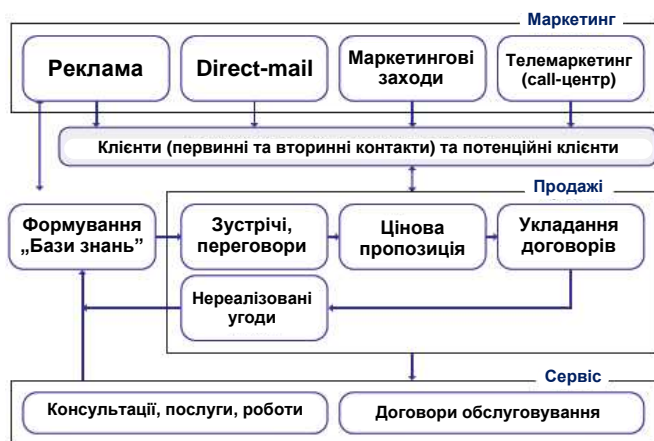 Маркетинг
Реклама
Direct-mail
Маркетингові
заходи
Телемаркетинг
(call-центр)
Клієнти (первинні та вторинні контакти) та потенційні клієнти
Продажі
Формування
„Бази знань”
Зустрічі,
переговори
Цінова
пропозиція
Укладання
договорів
Нереалізовані
угоди
Сервіс
Консультації, послуги, роботи
Договори обслуговування